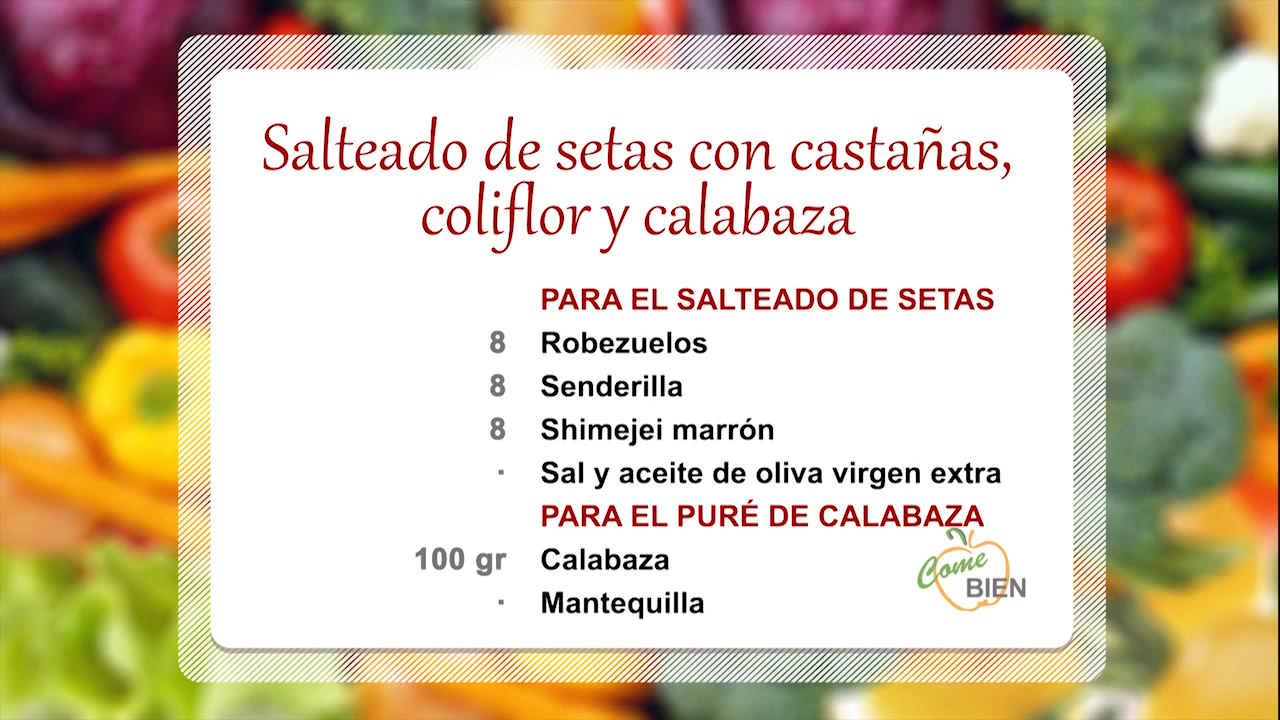 Salteado de setas con castañas,
coliflor y calabaza
PARA EL SALTEADO DE SETAS
8 Robezuelos
8 Senderilla
8 Shimejei marrón
· Sal y aceite de oliva virgen extra
PARA EL PURÉ DE CALABAZA
100 gr Calabaza
· Mantequilla
Come
BIEN